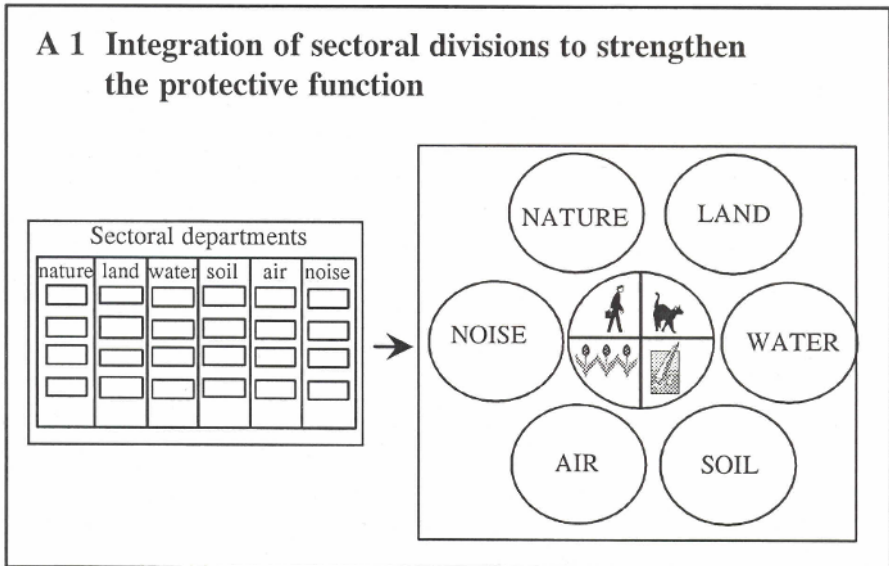 A 1 Integration of sectoral divisions to strengthen
the protective function
Sectoral departments
nature land water soil air noise
NATURE
LAND
NOISE
WATER
AIR
SOIL